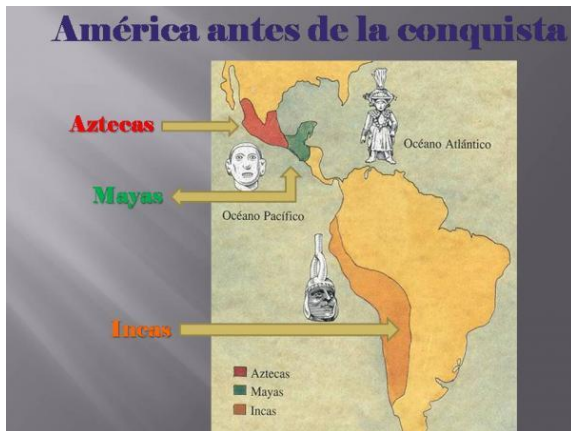 América antes de la conquista
Aztecas
Océano Atlántico
Mayas
Océano Pacífico
Incas
Aztecas
Mayas
Incas